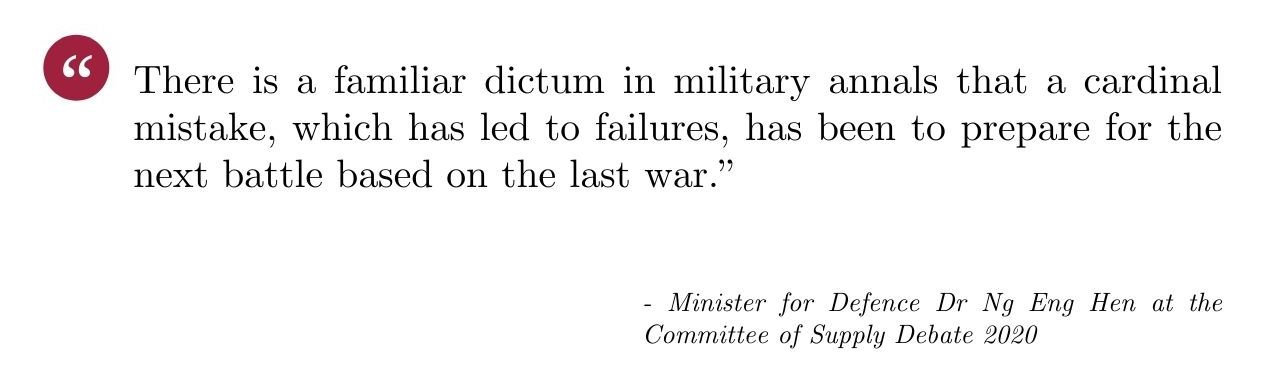 “ There is a familiar dictum in military annals that a cardinal
mistake, which has led to failures, has been to prepare for the
next battle based on the last war.”
- Minister for Defence Dr Ng Eng Hen at the
Committee of Supply Debate 2020